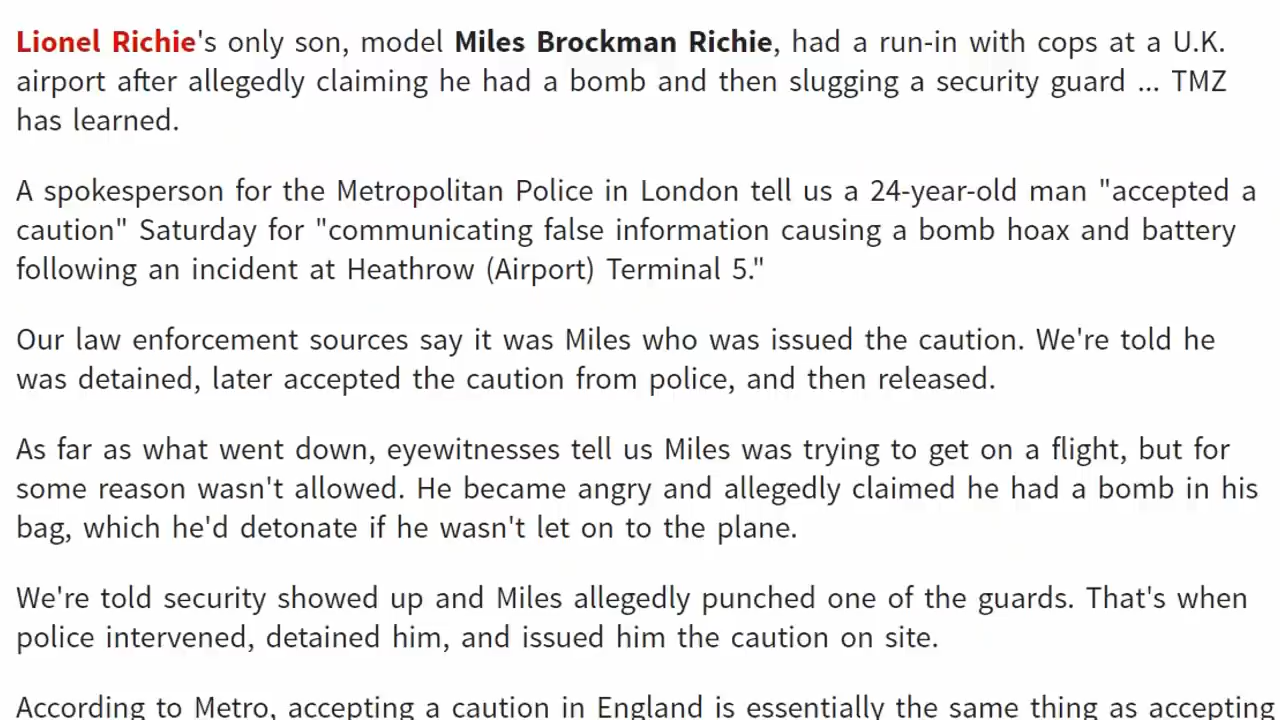 Lionel Richie's only son, model Miles Brockman Richie, had a run-in with cops at a U.K.
airport after allegedly claiming he had a bomb and then slugging a security guard ... TMZ
has learned.
A spokesperson for the Metropolitan Police in London tell us a 24-year-old man "accepted a
caution" Saturday for "communicating false information causing a bomb hoax and battery
following an incident at Heathrow (Airport) Terminal 5."
Our law enforcement sources say it was Miles who was issued the caution. We're told he
was detained, later accepted the caution from police, and then released.
As far as what went down, eyewitnesses tell us Miles was trying to get on a flight, but for
some reason wasn't allowed. He became angry and allegedly claimed he had a bomb in his
bag, which he'd detonate if he wasn't let on to the plane.
We're told security showed up and Miles allegedly punched one of the guards. That's when
police intervened, detained him, and issued him the caution on site.
According to Metro, accepting a caution in England is essentially the same thing as accepting